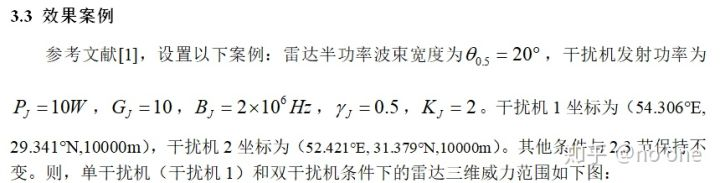 3.3 效果案例
参考文献[1]，设置以下案例：雷达半功率波束宽度为θ₀.₅ = 20°，干扰机发射功率为
P_J = 10W，G_J = 10，B_J = 2×10⁶ Hz，γ_J = 0.5，K_J = 2。干扰机 1 坐标为（54.306°E,
29.341°N,10000m），干扰机 2 坐标为（52.421°E, 31.379°N,10000m）。其他条件与 2.3 节保持不
变。则，单干扰机（干扰机 1）和双干扰机条件下的雷达三维威力范围如下图：
知乎 @no one